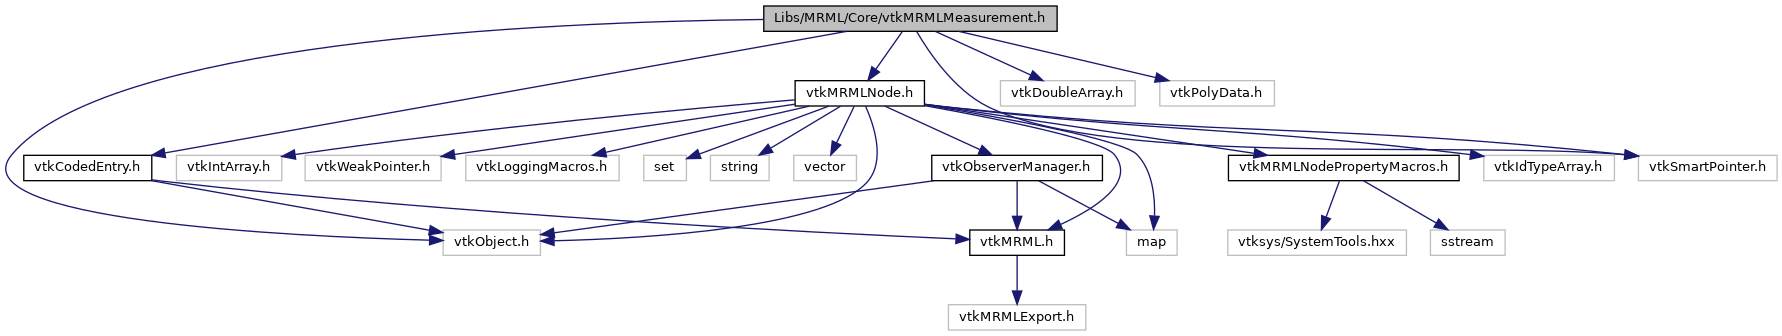 Libs/MRML/Core/vtkMRMLMeasurement.h
vtkMRMLNode.h
vtkDoubleArray.h
vtkPolyData.h
vtkCodedEntry.h
vtkIntArray.h
vtkWeakPointer.h
vtkLoggingMacros.h
set
string
vector
vtkObserverManager.h
vtkMRMLNodePropertyMacros.h
vtkIdTypeArray.h
vtkSmartPointer.h
vtkObject.h
vtkMRML.h
map
vtksys/SystemTools.hxx
sstream
vtkMRMLExport.h